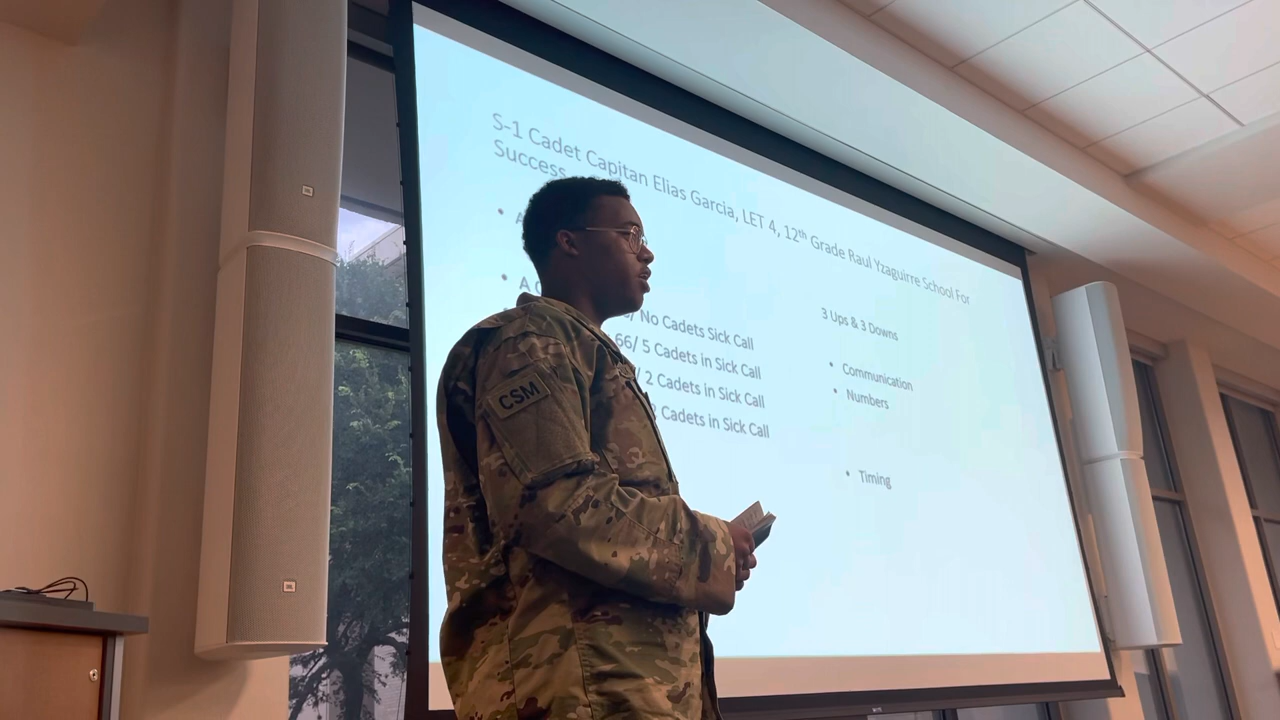 S-1 Cadet Capitan Elias Garcia, LET 4, 12th Grade Raul Yzaguirre School For
Success
• A
• A
/ No Cadets Sick Call
66/ 5 Cadets in Sick Call
/ 2 Cadets in Sick Call
Cadets in Sick Call
3 Ups & 3 Downs
• Communication
• Numbers
• Timing
CSM
JBL
JBL